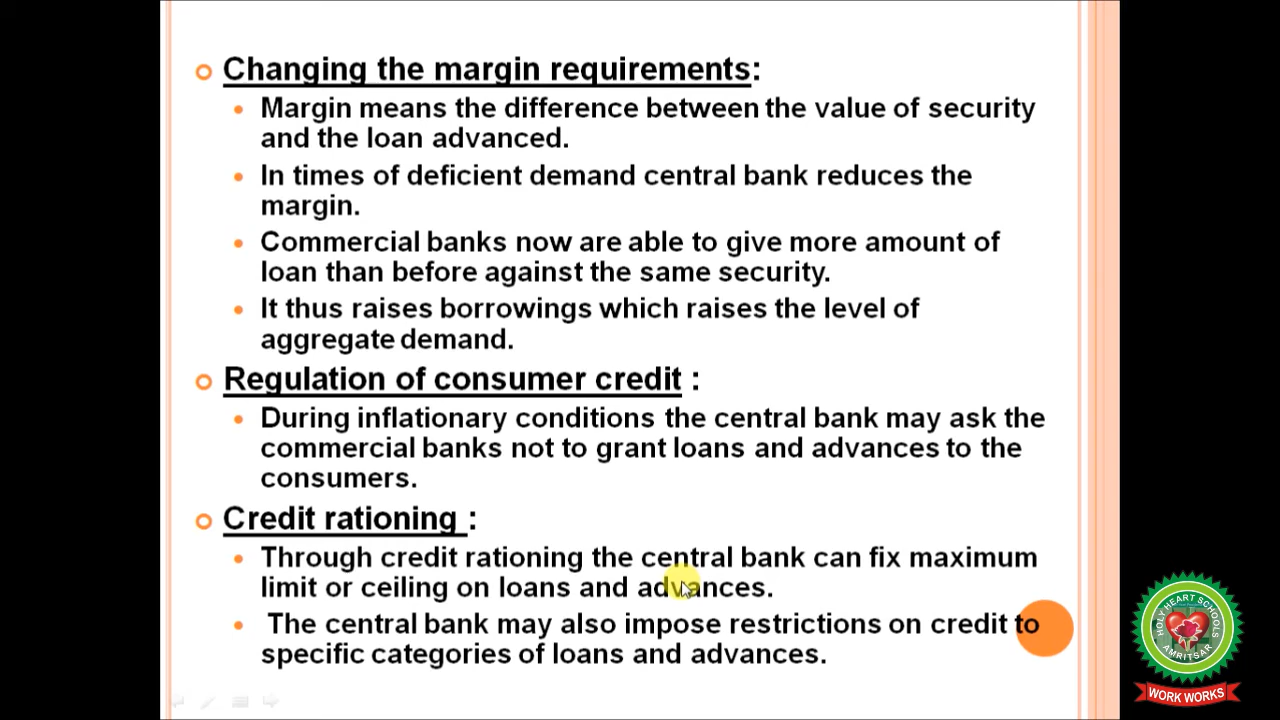 Changing the margin requirements:
Margin means the difference between the value of security
and the loan advanced.
In times of deficient demand central bank reduces the
margin.
Commercial banks now are able to give more amount of
loan than before against the same security.
It thus raises borrowings which raises the level of
aggregate demand.
Regulation of consumer credit :
During inflationary conditions the central bank may ask the
commercial banks not to grant loans and advances to the
consumers.
Credit rationing :
Through credit rationing the central bank can fix maximum
limit or ceiling on loans and advances.
The central bank may also impose restrictions on credit to
specific categories of loans and advances.
HOLY HEART SCHOOLS
AMRITSAR
WORK WORKS